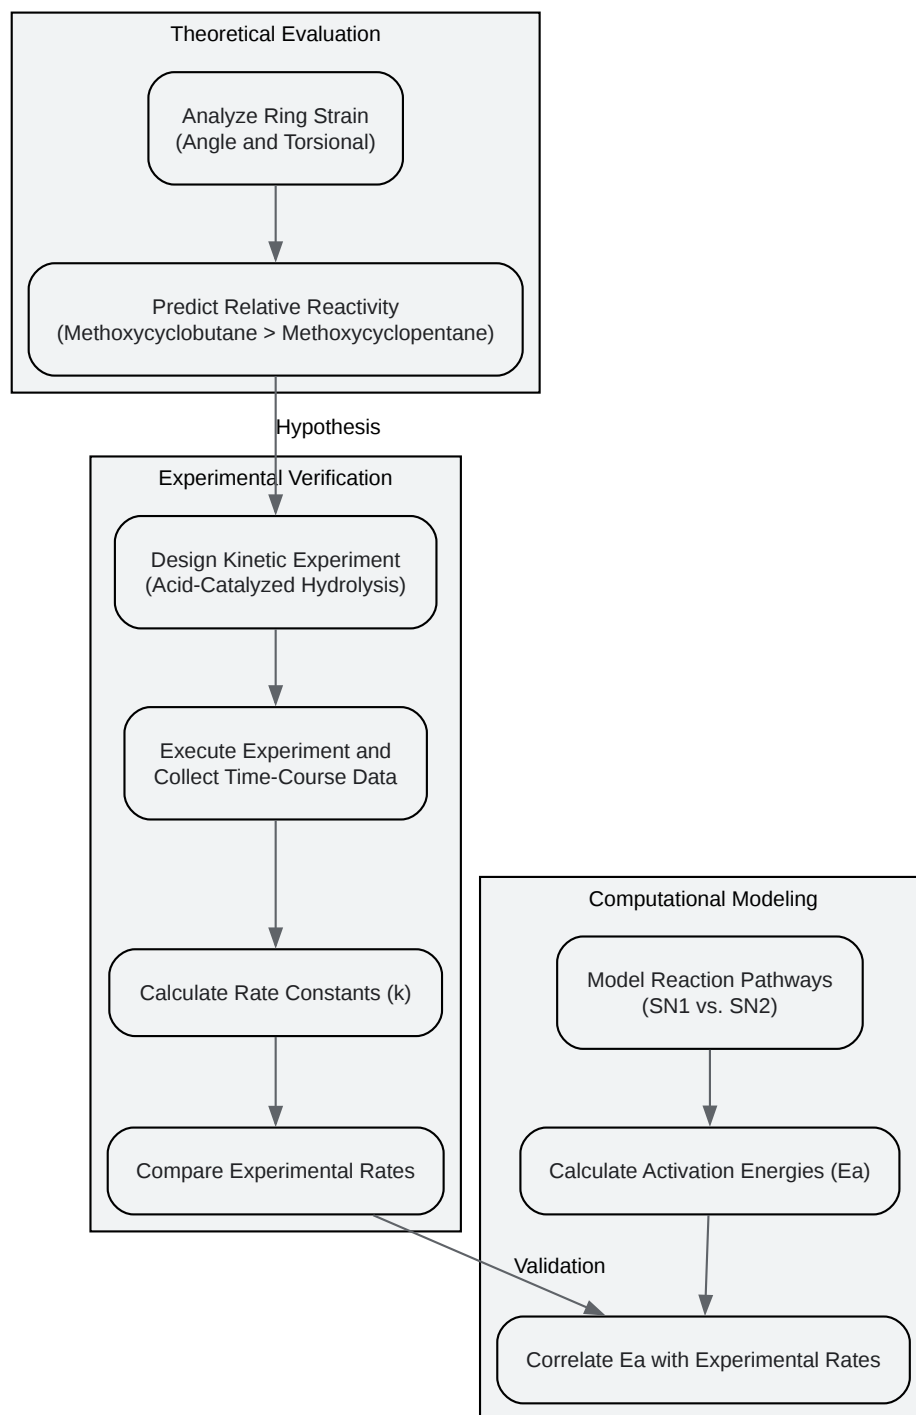 Theoretical Evaluation
Analyze Ring Strain
(Angle and Torsional)
Predict Relative Reactivity
(Methoxycyclobutane > Methoxycyclopentane)
Hypothesis
Experimental Verification
Design Kinetic Experiment
(Acid-Catalyzed Hydrolysis)
Execute Experiment and
Collect Time-Course Data
Calculate Rate Constants (k)
Compare Experimental Rates
Computational Modeling
Model Reaction Pathways
(SN1 vs. SN2)
Calculate Activation Energies (Ea)
Validation
Correlate Ea with Experimental Rates